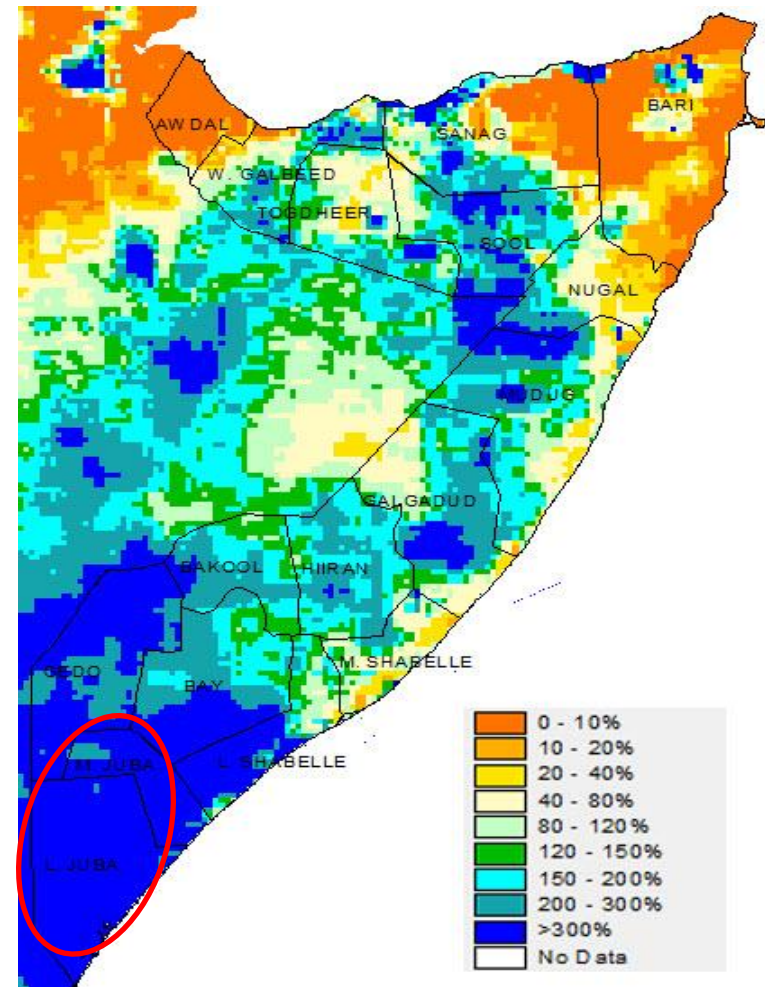 BARI
AWDAL
SANAG
W. GALBEED
TOGDHEER
SOOL
NUGAL
MUDUG
GALGADUD
BAKOOL
HIIRAN
M. SHABELLE
GEDO
BAY
M. JUBA
L. SHABELLE
L. JUBA
0 - 10%
10 - 20%
20 - 40%
40 - 80%
80 - 120%
120 - 150%
150 - 200%
200 - 300%
>300%
No Data